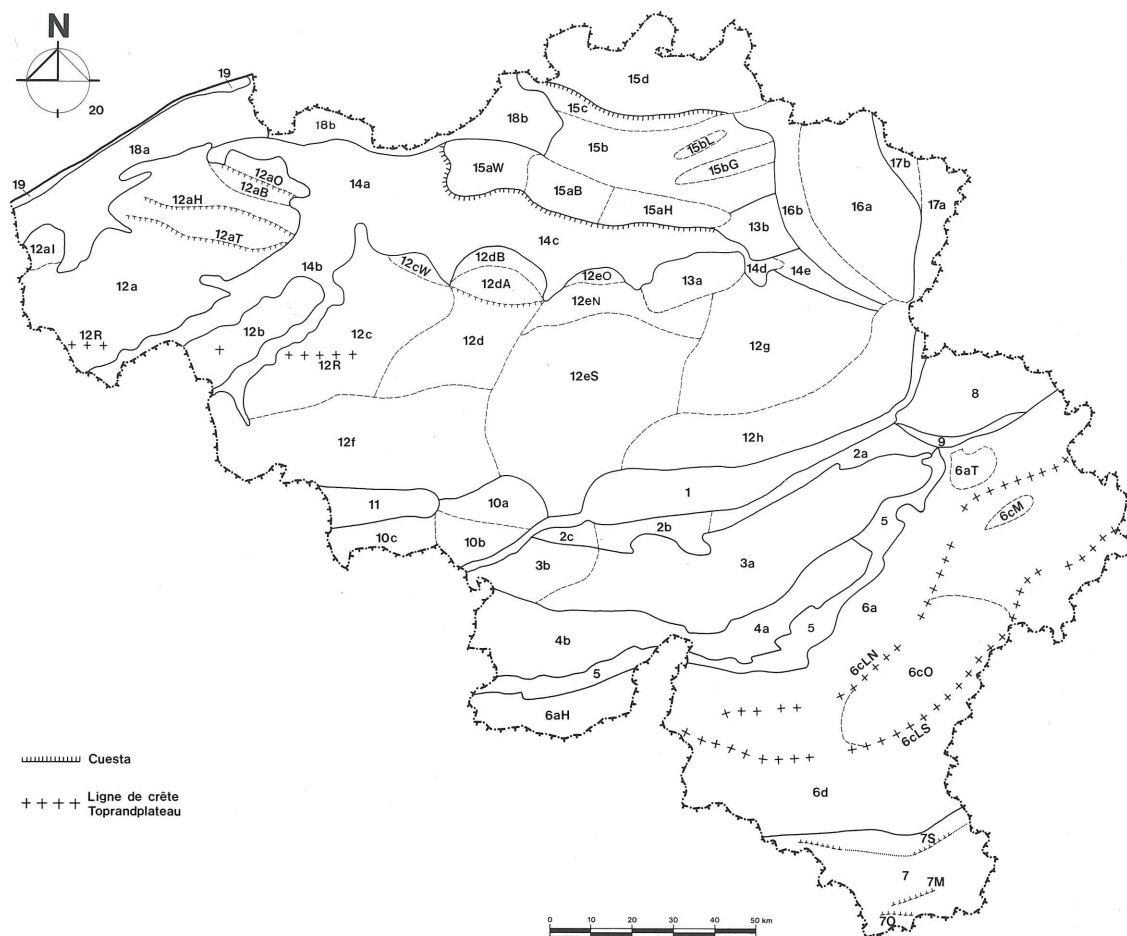 N
19
20
15d
15c
18b
18b
18a
15b
15bL
17b
12aO
15aW
15bG
12aB
14a
15aB
16a
17a
19
12aH
15aH
16b
12aT
13b
12aI
14c
12dB
14b
12cW
12eO
14d
14e
12a
12dA
13a
12eN
12R
12b
12c
12d
12g
12R
12eS
8
12f
12h
9
2a
6aT
11
10a
1
6cM
2b
5
10c
10b
2c
3b
3a
6a
4a
5
4b
6cLN
5
6cO
6aH
6cLS
Cuesta
Ligne de crête
Toprandplateau
6d
7S
7
7M
7O
0 10 20 30 40 50 km